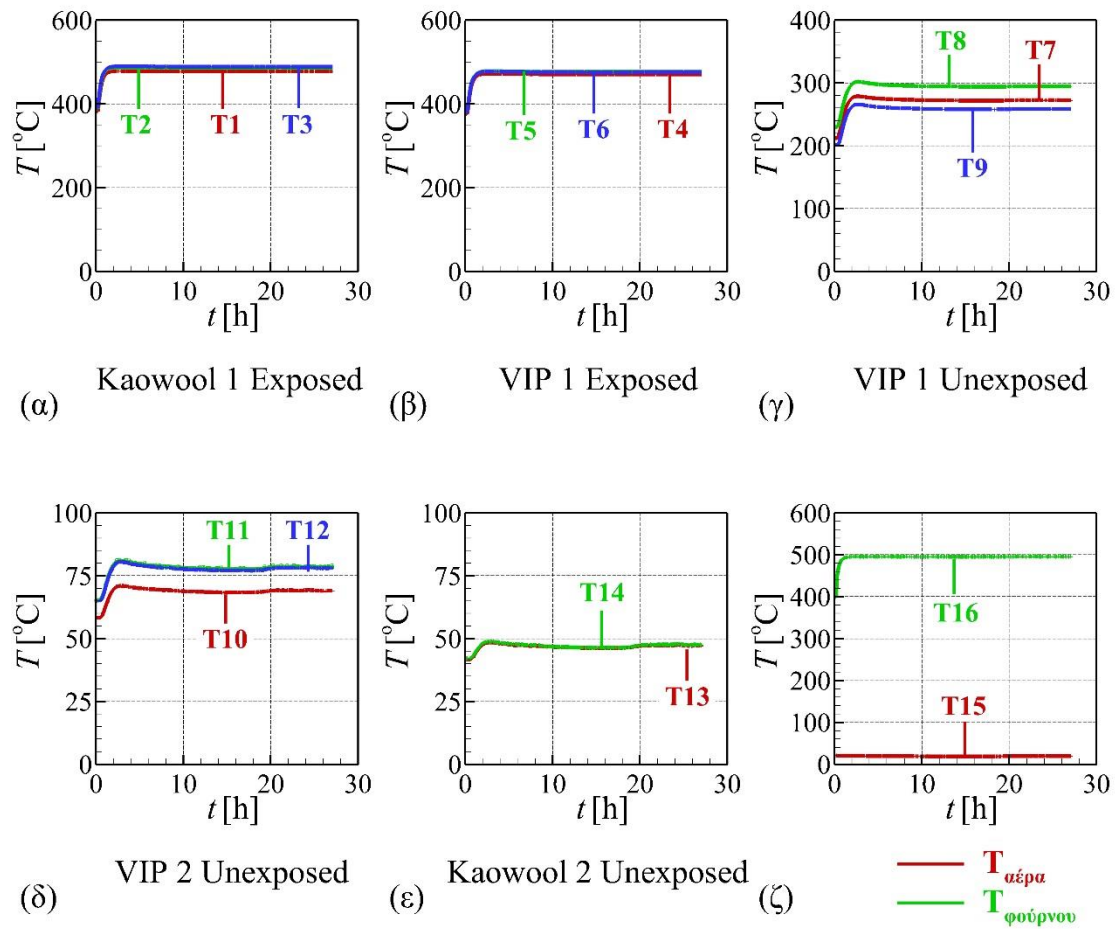 600
400
200
0
T [°C]
T2
T1
T3
0 10 20 30
t [h]
Kaowool 1 Exposed
(α)
600
400
200
0
T [°C]
T5
T6
T4
0 10 20 30
t [h]
VIP 1 Exposed
(β)
400
300
200
100
0
T [°C]
T8
T7
T9
0 10 20 30
t [h]
VIP 1 Unexposed
(γ)
100
75
50
25
0
T [°C]
T11
T12
T10
0 10 20 30
t [h]
VIP 2 Unexposed
(δ)
100
75
50
25
0
T [°C]
T14
T13
0 10 20 30
t [h]
Kaowool 2 Unexposed
(ε)
600
500
400
300
200
100
0
T [°C]
T16
T15
0 10 20 30
t [h]
(ζ)
Tαέρα
Tφούρνου